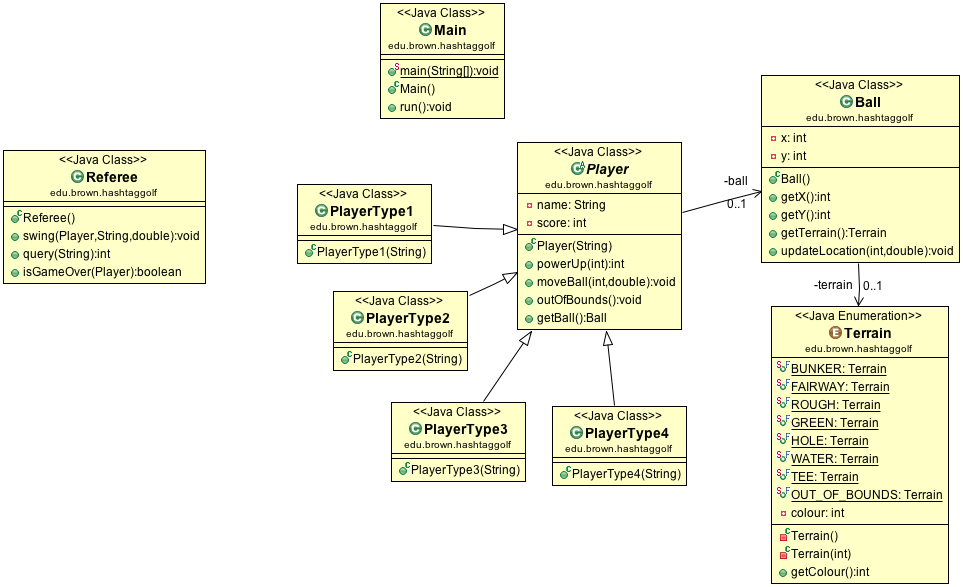 <<Java Class>>
Main
edu.brown.hashtaggolf
main(String[]):void
Main()
run():void
<<Java Class>>
Referee
edu.brown.hashtaggolf
Referee()
swing(Player,String,double):void
query(String):int
isGameOver(Player):boolean
<<Java Class>>
PlayerType1
edu.brown.hashtaggolf
PlayerType1(String)
<<Java Class>>
PlayerType2
edu.brown.hashtaggolf
PlayerType2(String)
<<Java Class>>
PlayerType3
edu.brown.hashtaggolf
PlayerType3(String)
<<Java Class>>
PlayerType4
edu.brown.hashtaggolf
PlayerType4(String)
<<Java Class>>
Player
edu.brown.hashtaggolf
name: String
score: int
Player(String)
powerUp(int):int
moveBall(int,double):void
outOfBounds():void
getBall():Ball
-ball
0..1
<<Java Class>>
Ball
edu.brown.hashtaggolf
x: int
y: int
Ball()
getX():int
getY():int
getTerrain():Terrain
updateLocation(int,double):void
-terrain
0..1
<<Java Enumeration>>
Terrain
edu.brown.hashtaggolf
BUNKER: Terrain
FAIRWAY: Terrain
ROUGH: Terrain
GREEN: Terrain
HOLE: Terrain
WATER: Terrain
TEE: Terrain
OUT_OF_BOUNDS: Terrain
colour: int
Terrain()
Terrain(int)
getColour():int